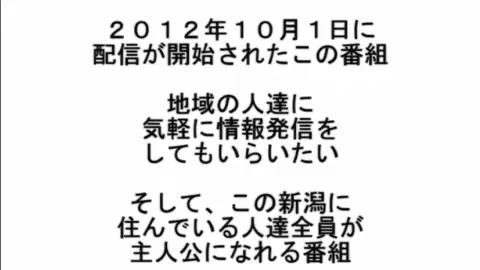 ２０１２年１０月１日に
配信が開始されたこの番組
地域の人達に
気軽に情報発信を
してもいらいたい
そして、この新潟に
住んでいる人達全員が
主人公になれる番組